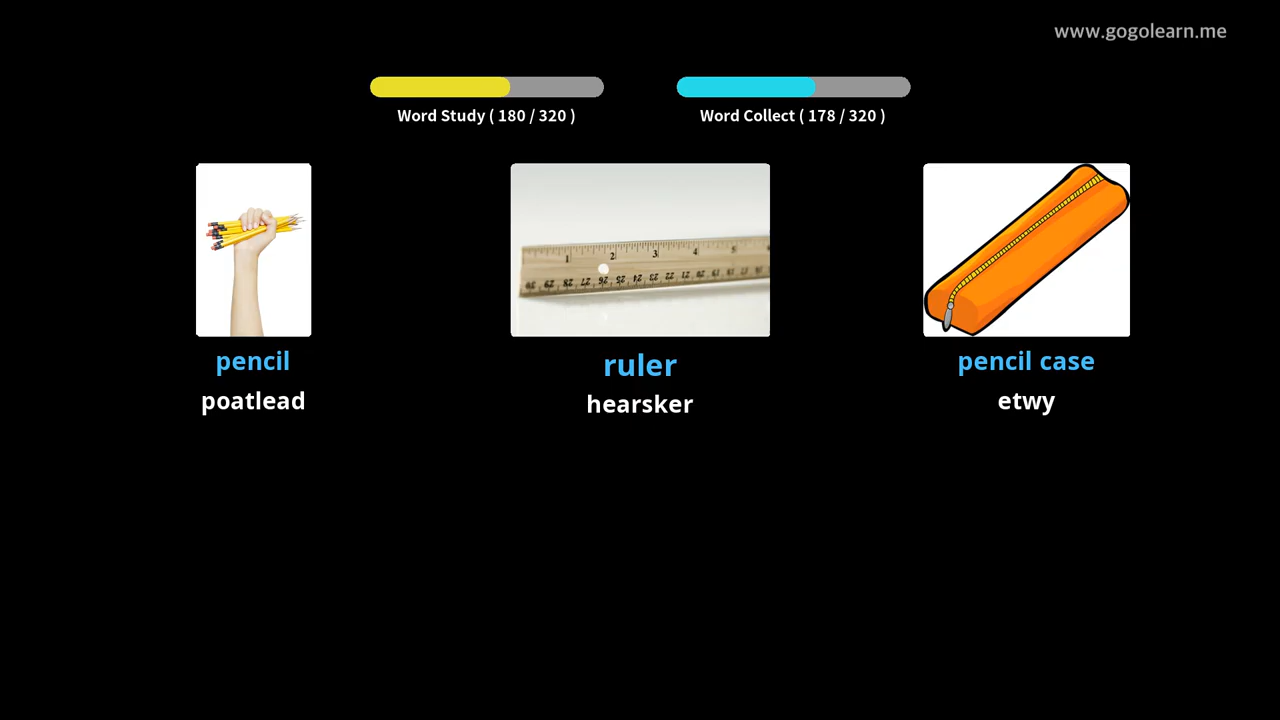 www.gogolearn.me
Word Study ( 180 / 320 )
Word Collect ( 178 / 320 )
pencil
poatlead
ruler
hearsker
pencil case
etwy